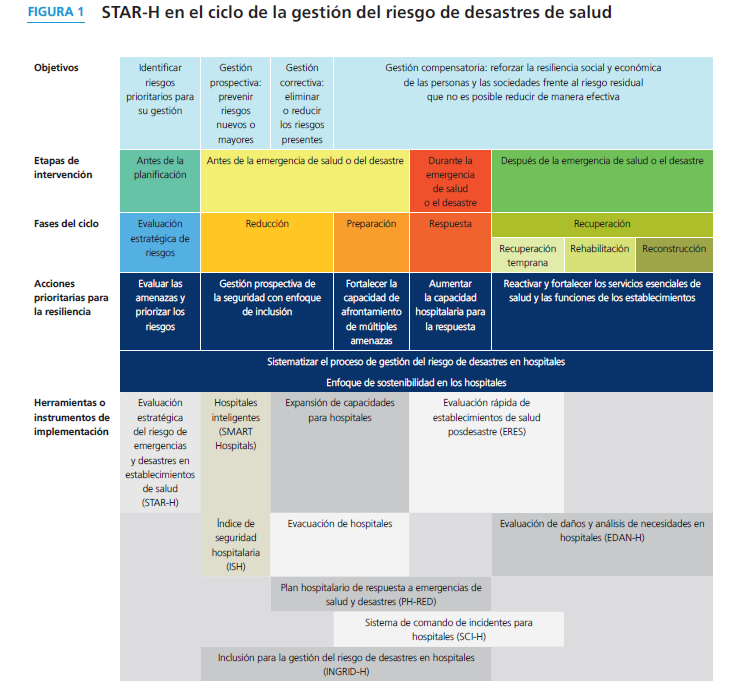 FIGURA 1 STAR-H en el ciclo de la gestión del riesgo de desastres de salud
Objetivos
Identificar
riesgos
prioritarios para
su gestión
Gestión
prospectiva:
prevenir
riesgos
nuevos o
mayores
Gestión
correctiva:
eliminar
o reducir
los riesgos
presentes
Gestión compensatoria: reforzar la resiliencia social y económica
de las personas y las sociedades frente al riesgo residual
que no es posible reducir de manera efectiva
Etapas de
intervención
Antes de la
planificación
Antes de la emergencia de salud o del desastre
Durante la
emergencia
de salud
o el desastre
Después de la emergencia de salud o el desastre
Fases del ciclo
Evaluación
estratégica de
riesgos
Reducción
Preparación
Respuesta
Recuperación
Recuperación
temprana
Rehabilitación
Reconstrucción
Acciones
prioritarias para
la resiliencia
Evaluar las
amenazas y
priorizar los
riesgos
Gestión prospectiva de
la seguridad con enfoque
de inclusión
Fortalecer la
capacidad de
afrontamiento
de múltiples
amenazas
Aumentar
la capacidad
hospitalaria para
la respuesta
Reactivar y fortalecer los servicios esenciales de
salud y las funciones de los establecimientos
Sistematizar el proceso de gestión del riesgo de desastres en hospitales
Enfoque de sostenibilidad en los hospitales
Herramientas o
instrumentos de
implementación
Evaluación
estratégica
del riesgo de
emergencias
y desastres en
establecimientos
de salud
(STAR-H)
Hospitales
inteligentes
(SMART
Hospitals)
Expansión de capacidades
para hospitales
Evaluación rápida de
establecimientos de salud
posdesastre (ERES)
Índice de
seguridad
hospitalaria
(ISH)
Evacuación de hospitales
Evaluación de daños y análisis de necesidades en
hospitales (EDAN-H)
Plan hospitalario de respuesta a emergencias de
salud y desastres (PH-RED)
Sistema de comando de incidentes para
hospitales (SCI-H)
Inclusión para la gestión del riesgo de desastres en hospitales
(INGRID-H)